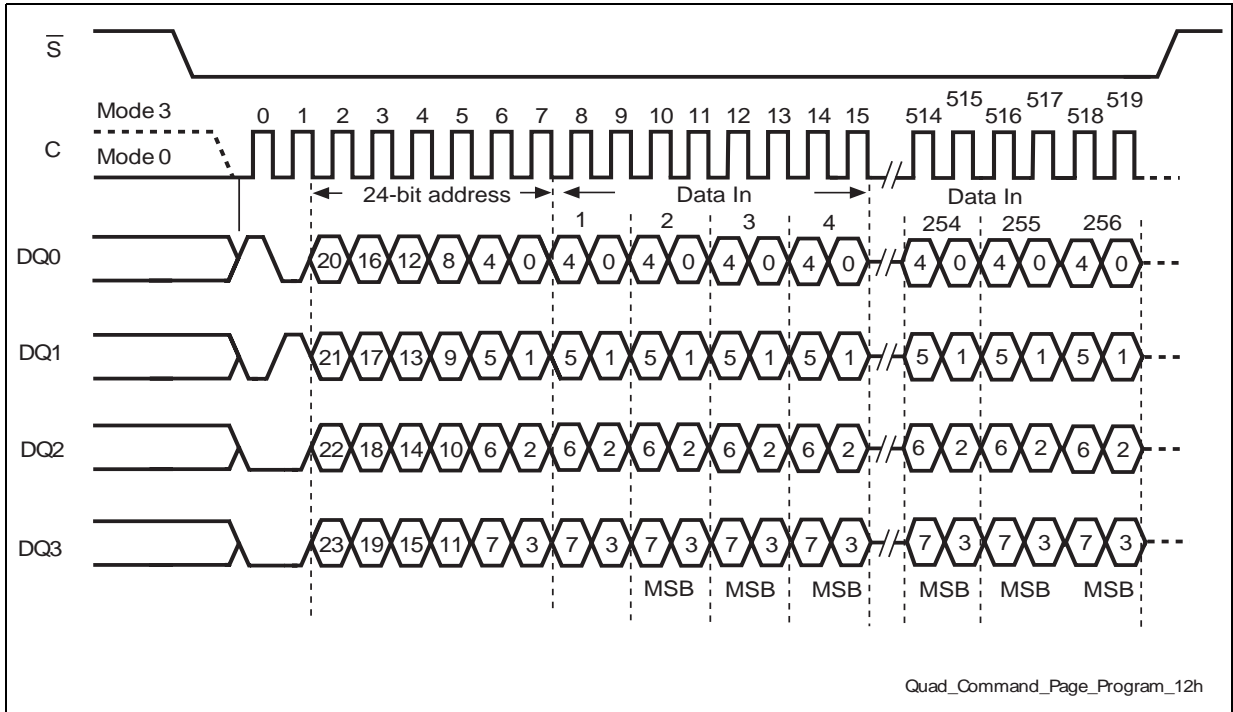 S
Mode 3
C
Mode 0
0 1 2 3 4 5 6 7 8 9 10 11 12 13 14 15 514 515 516 517 518 519
24-bit address Data In Data In
1 2 3 4 254 255 256
DQ0 20 16 12 8 4 0 4 0 4 0 4 0 4 0 4 0 4 0 4 0
DQ1 21 17 13 9 5 1 5 1 5 1 5 1 5 1 5 1 5 1 5 1
DQ2 22 18 14 10 6 2 6 2 6 2 6 2 6 2 6 2 6 2 6 2
DQ3 23 19 15 11 7 3 7 3 7 3 7 3 7 3 7 3 7 3 7 3
MSB MSB MSB MSB MSB MSB
Quad_Command_Page_Program_12h